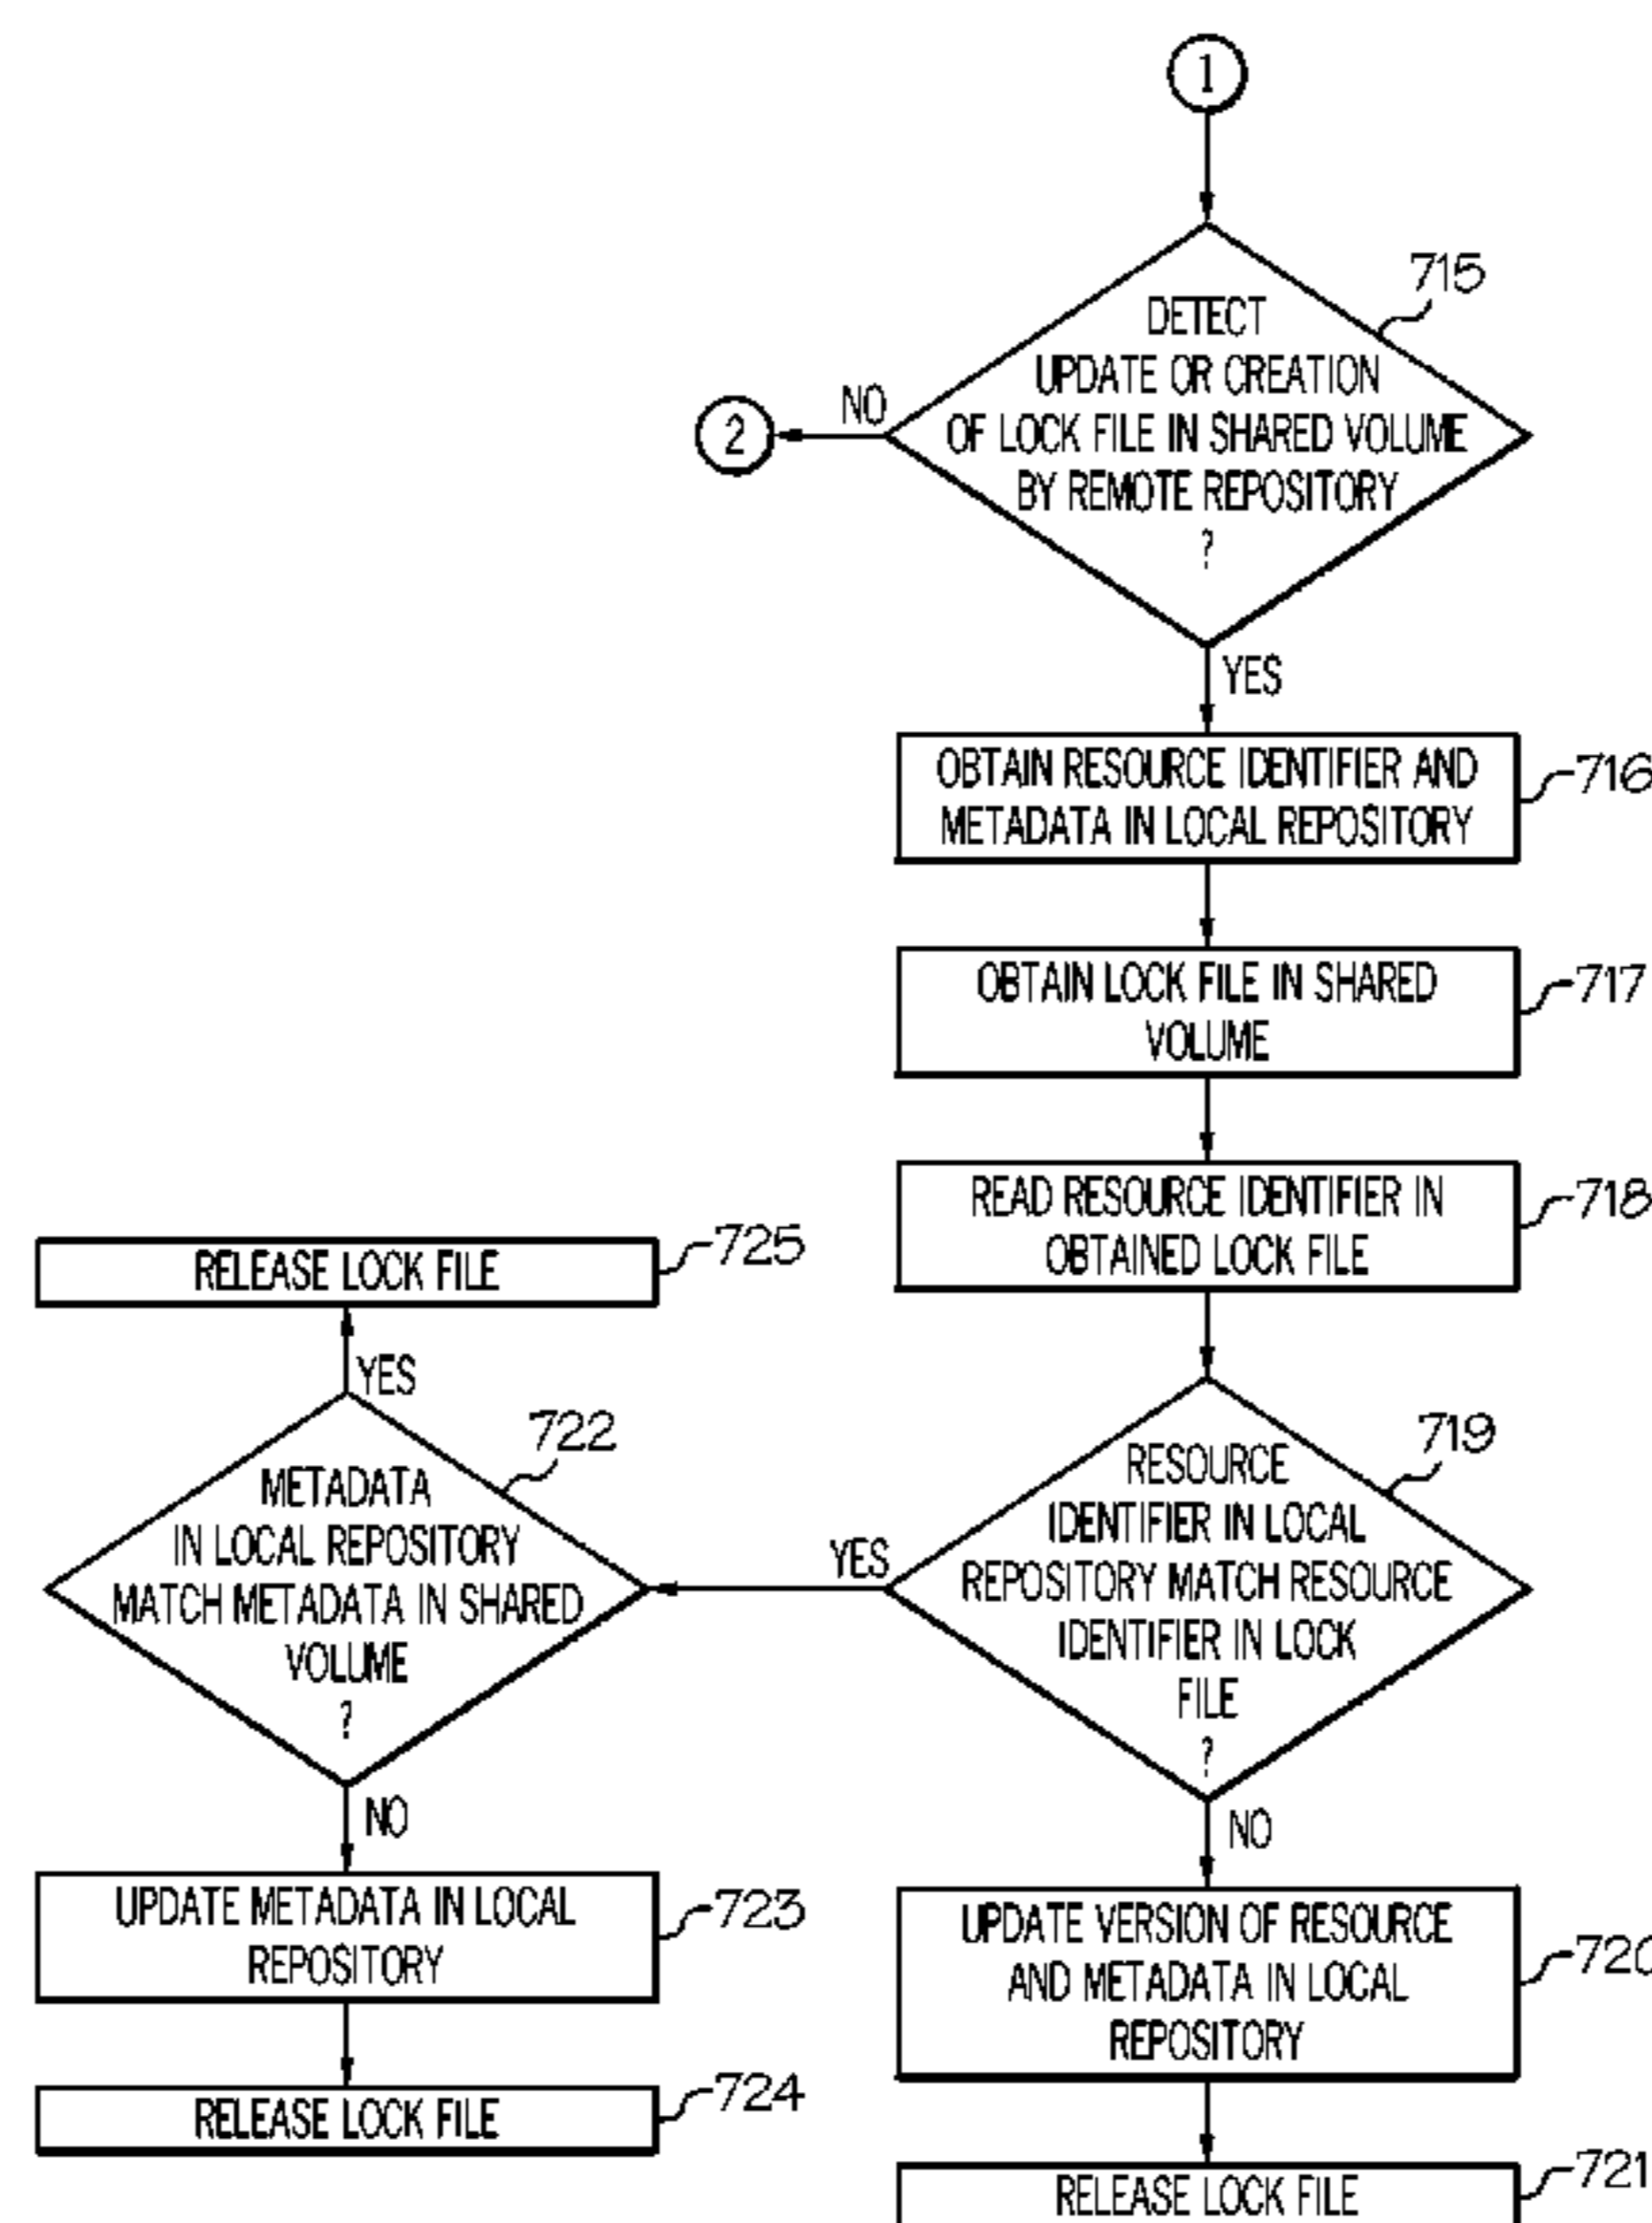 1
715
DETECT
UPDATE OR CREATION
OF LOCK FILE IN SHARED VOLUME
BY REMOTE REPOSITORY
?
NO
2
YES
OBTAIN RESOURCE IDENTIFIER AND
METADATA IN LOCAL REPOSITORY
716
OBTAIN LOCK FILE IN SHARED
VOLUME
717
READ RESOURCE IDENTIFIER IN
OBTAINED LOCK FILE
718
719
RESOURCE
IDENTIFIER IN LOCAL
REPOSITORY MATCH RESOURCE
IDENTIFIER IN LOCK
FILE
?
YES
NO
UPDATE VERSION OF RESOURCE
AND METADATA IN LOCAL
REPOSITORY
720
RELEASE LOCK FILE
721
RELEASE LOCK FILE
725
YES
722
METADATA
IN LOCAL REPOSITORY
MATCH METADATA IN SHARED
VOLUME
?
NO
UPDATE METADATA IN LOCAL
REPOSITORY
723
RELEASE LOCK FILE
724